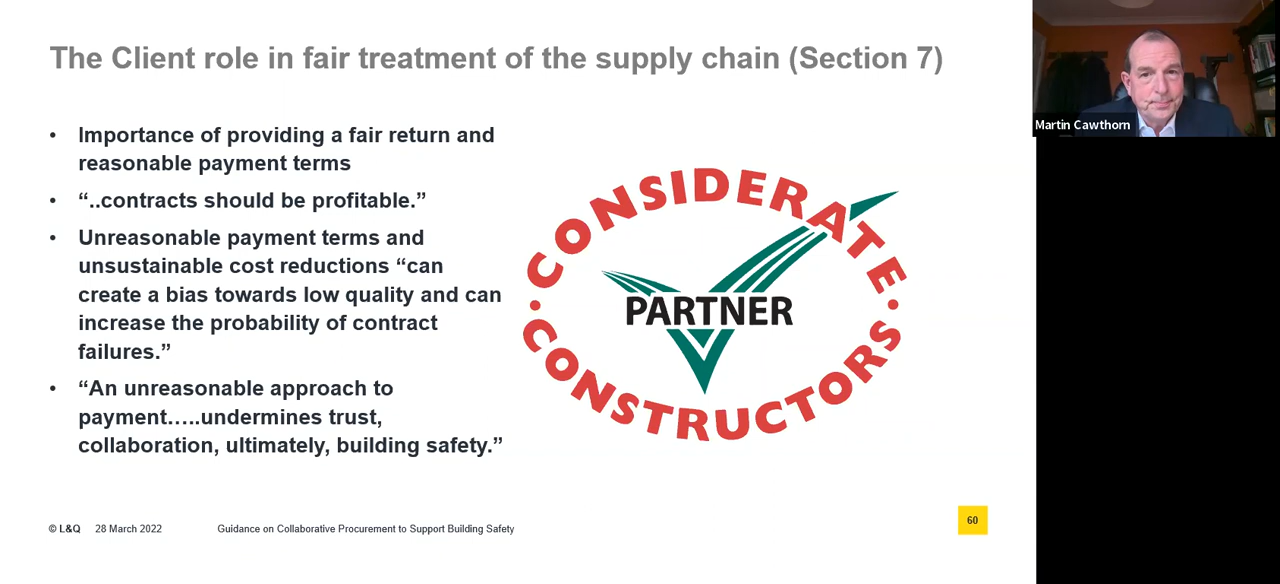 The Client role in fair treatment of the supply chain (Section 7)
• Importance of providing a fair return and
reasonable payment terms
• “..contracts should be profitable.”
• Unreasonable payment terms and
unsustainable cost reductions “can
create a bias towards low quality and can
increase the probability of contract
failures.”
• “An unreasonable approach to
payment…..undermines trust,
collaboration, ultimately, building safety.”
• CONSIDERATE •
PARTNER
CONSTRUCTORS
© L&Q 28 March 2022 Guidance on Collaborative Procurement to Support Building Safety
60
Martin Cawthorn